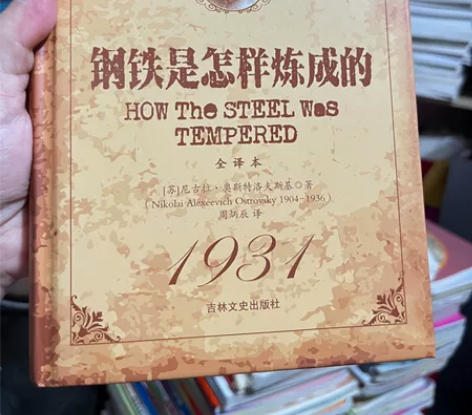 钢铁是怎样炼成的
HOW The STEEL Was
TEMPERED
全译本
[苏]尼古拉·奥斯特洛夫斯基◎著
(Nikolai Alexeevich Ostrovsky 1904-1936)
周炳辰 译
1931
吉林文史出版社